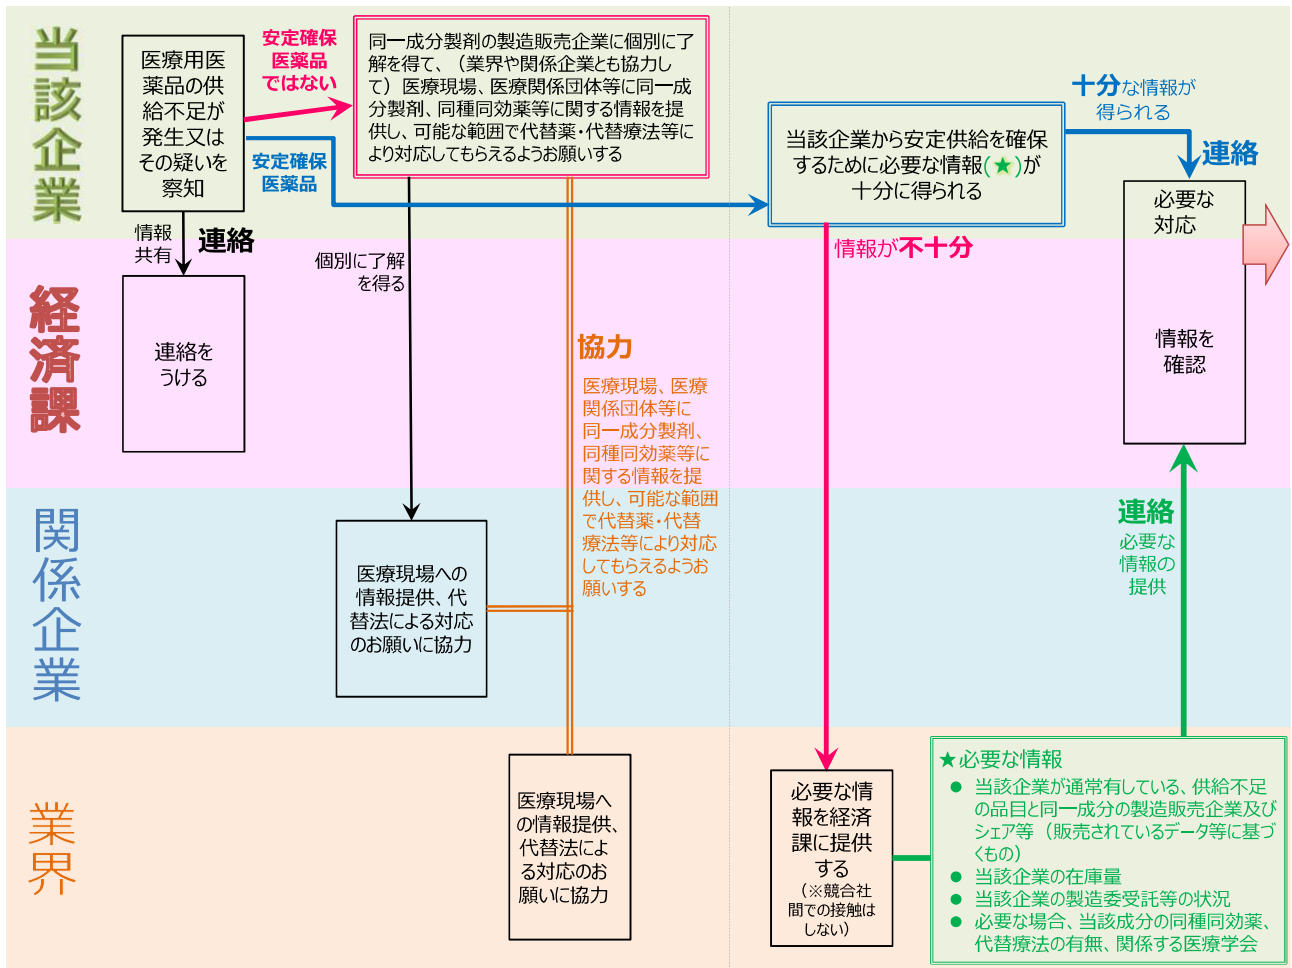 当該企業
医療用医
薬品の供
給不足が
発生又は
その疑いを
察知
安定確保
医薬品
ではない
安定確保
医薬品
同一成分製剤の製造販売企業に個別に了
解を得て、（業界や関係企業とも協力し
て）医療現場、医療関係団体等に同一成
分製剤、同種同効薬等に関する情報を提
供し、可能な範囲で代替薬・代替療法等に
より対応してもらえるようお願いする
当該企業から安定供給を確保
するために必要な情報(★)が
十分に得られる
十分な情報が
得られる
連絡
必要な
対応
情報を
確認
情報
共有
連絡
個別に了解
を得る
情報が不十分
経済課
連絡を
うける
協力
医療現場、医療
関係団体等に
同一成分製剤、
同種同効薬等に
関する情報を提
供し、可能な範囲
で代替薬・代替
療法等により対応
してもらえるようお
願いする
関係企業
医療現場への
情報提供、代
替法による対応
のお願いに協力
連絡
必要な
情報の
提供
業界
医療現場へ
の情報提供、
代替法によ
る対応のお
願いに協力
必要な情
報を経済
課に提供
する
（※競合社
間での接触は
しない）
★必要な情報
● 当該企業が通常有している、供給不足
の品目と同一成分の製造販売企業及び
シェア等（販売されているデータ等に基づ
くもの）
● 当該企業の在庫量
● 当該企業の製造委受託等の状況
● 必要な場合、当該成分の同種同効薬、
代替療法の有無、関係する医療学会